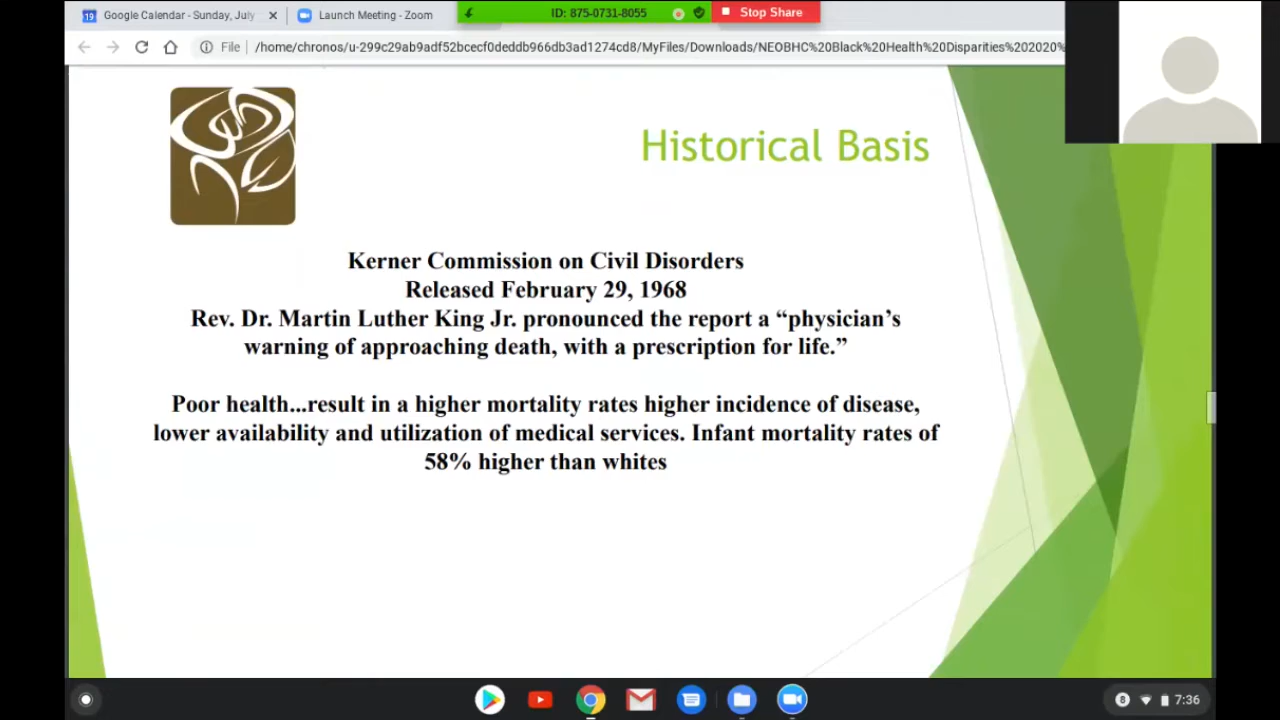 19 Google Calendar - Sunday, July
Launch Meeting - Zoom
ID: 875-0731-8055
Stop Share
File
/home/chronos/u-299c29ab9adf52bcecf0deddb966db3ad1274cd8/MyFiles/Downloads/NEOBHC%20Black%20Health%20Disparities%202020%
Historical Basis
Kerner Commission on Civil Disorders
Released February 29, 1968
Rev. Dr. Martin Luther King Jr. pronounced the report a “physician’s
warning of approaching death, with a prescription for life.”
Poor health...result in a higher mortality rates higher incidence of disease,
lower availability and utilization of medical services. Infant mortality rates of
58% higher than whites
8 7:36